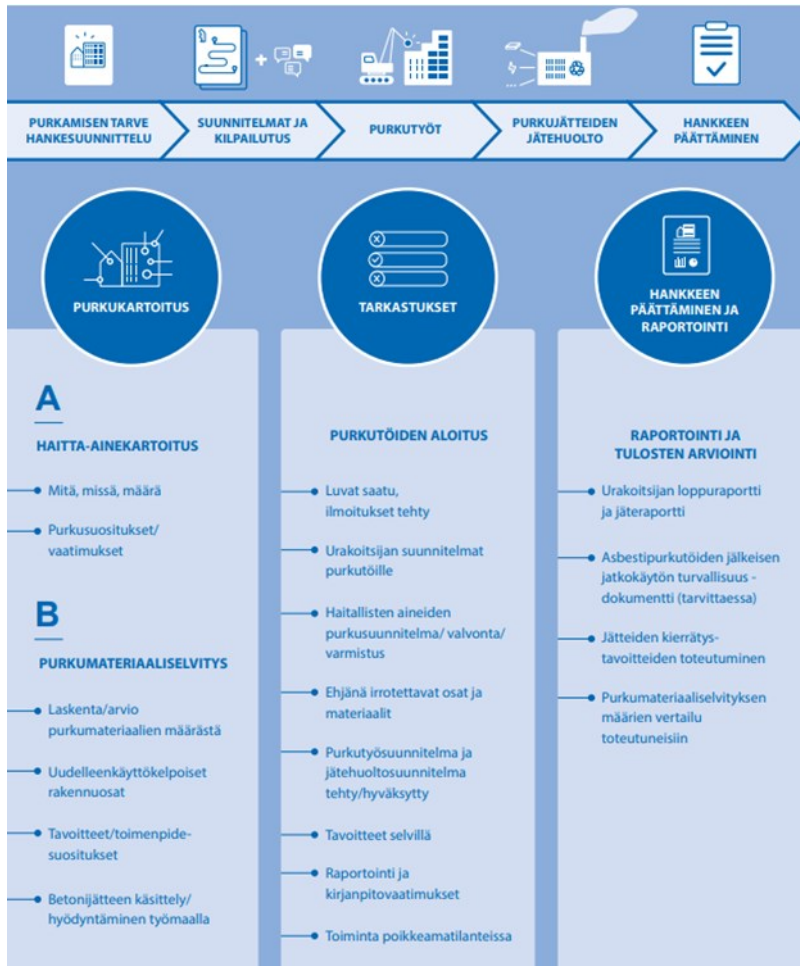 PURKAMISEN TARVE
HANKESUUNNITTELU
SUUNNITELMAT JA
KILPAILUTUS
PURKUTYÖT
PURKUJÄTTEIDEN
JÄTEHUOLTO
HANKKEEN
PÄÄTTÄMINEN
PURKUKARTOITUS
A
HAITTA-AINEKARTOITUS
Mitä, missä, määrä
Purkusuositukset/
vaatimukset
B
PURKUMATERIAALISELVITYS
Laskenta/arvio
purkumateriaalien määrästä
Uudelleenkäyttökelpoiset
rakennuosat
Tavoitteet/toimenpide-
suositukset
Betonijätteen käsittely/
hyödyntäminen työmaalla
TARKASTUKSET
PURKUTÖIDEN ALOITUS
Luvat saatu,
ilmoitukset tehty
Urakoitsijan suunnitelmat
purkutöille
Haitallisten aineiden
purkusuunnitelma/ valvonta/
varmistus
Ehjänä irrotettavat osat ja
materiaalit
Purkutyösuunnitelma ja
jätehuoltosuunnitelma
tehty/hyväksytty
Tavoitteet selvillä
Raportointi ja
kirjanpitovaatimukset
Toiminta poikkeamatilanteissa
HANKKEEN
PÄÄTTÄMINEN JA
RAPORTOINTI
RAPORTOINTI JA
TULOSTEN ARVIOINTI
Urakoitsijan loppuraportti
ja jäteraportti
Asbestipurkutöiden jälkeisen
jatkokäytön turvallisuus -
dokumentti (tarvittaessa)
Jätteiden kierrätys-
tavoitteiden toteutuminen
Purkumateriaaliselvityksen
määrien vertailu
toteutuneisiin